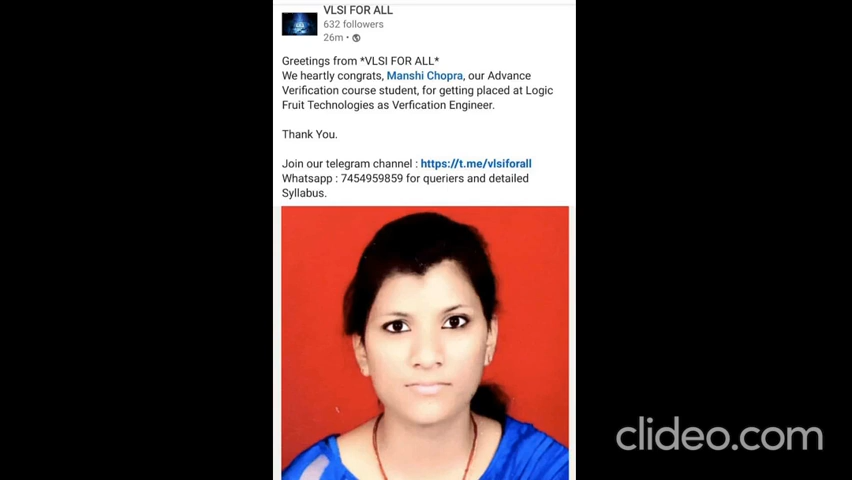 VLSI FOR ALL
632 followers
26m •
Greetings from *VLSI FOR ALL*
We heartly congrats, Manshi Chopra, our Advance
Verification course student, for getting placed at Logic
Fruit Technologies as Verfication Engineer.
Thank You.
Join our telegram channel : https://t.me/vlsiforall
Whatsapp : 7454959859 for queriers and detailed
Syllabus.
clideo.com